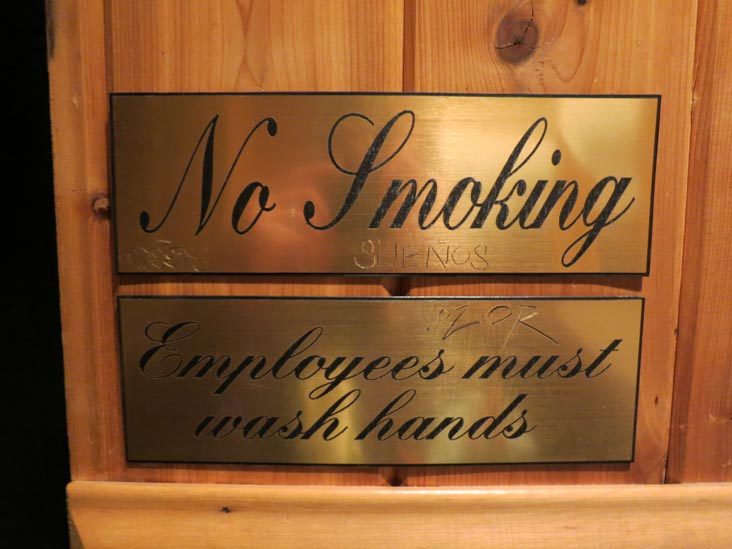 No Smoking
Employees must
wash hands